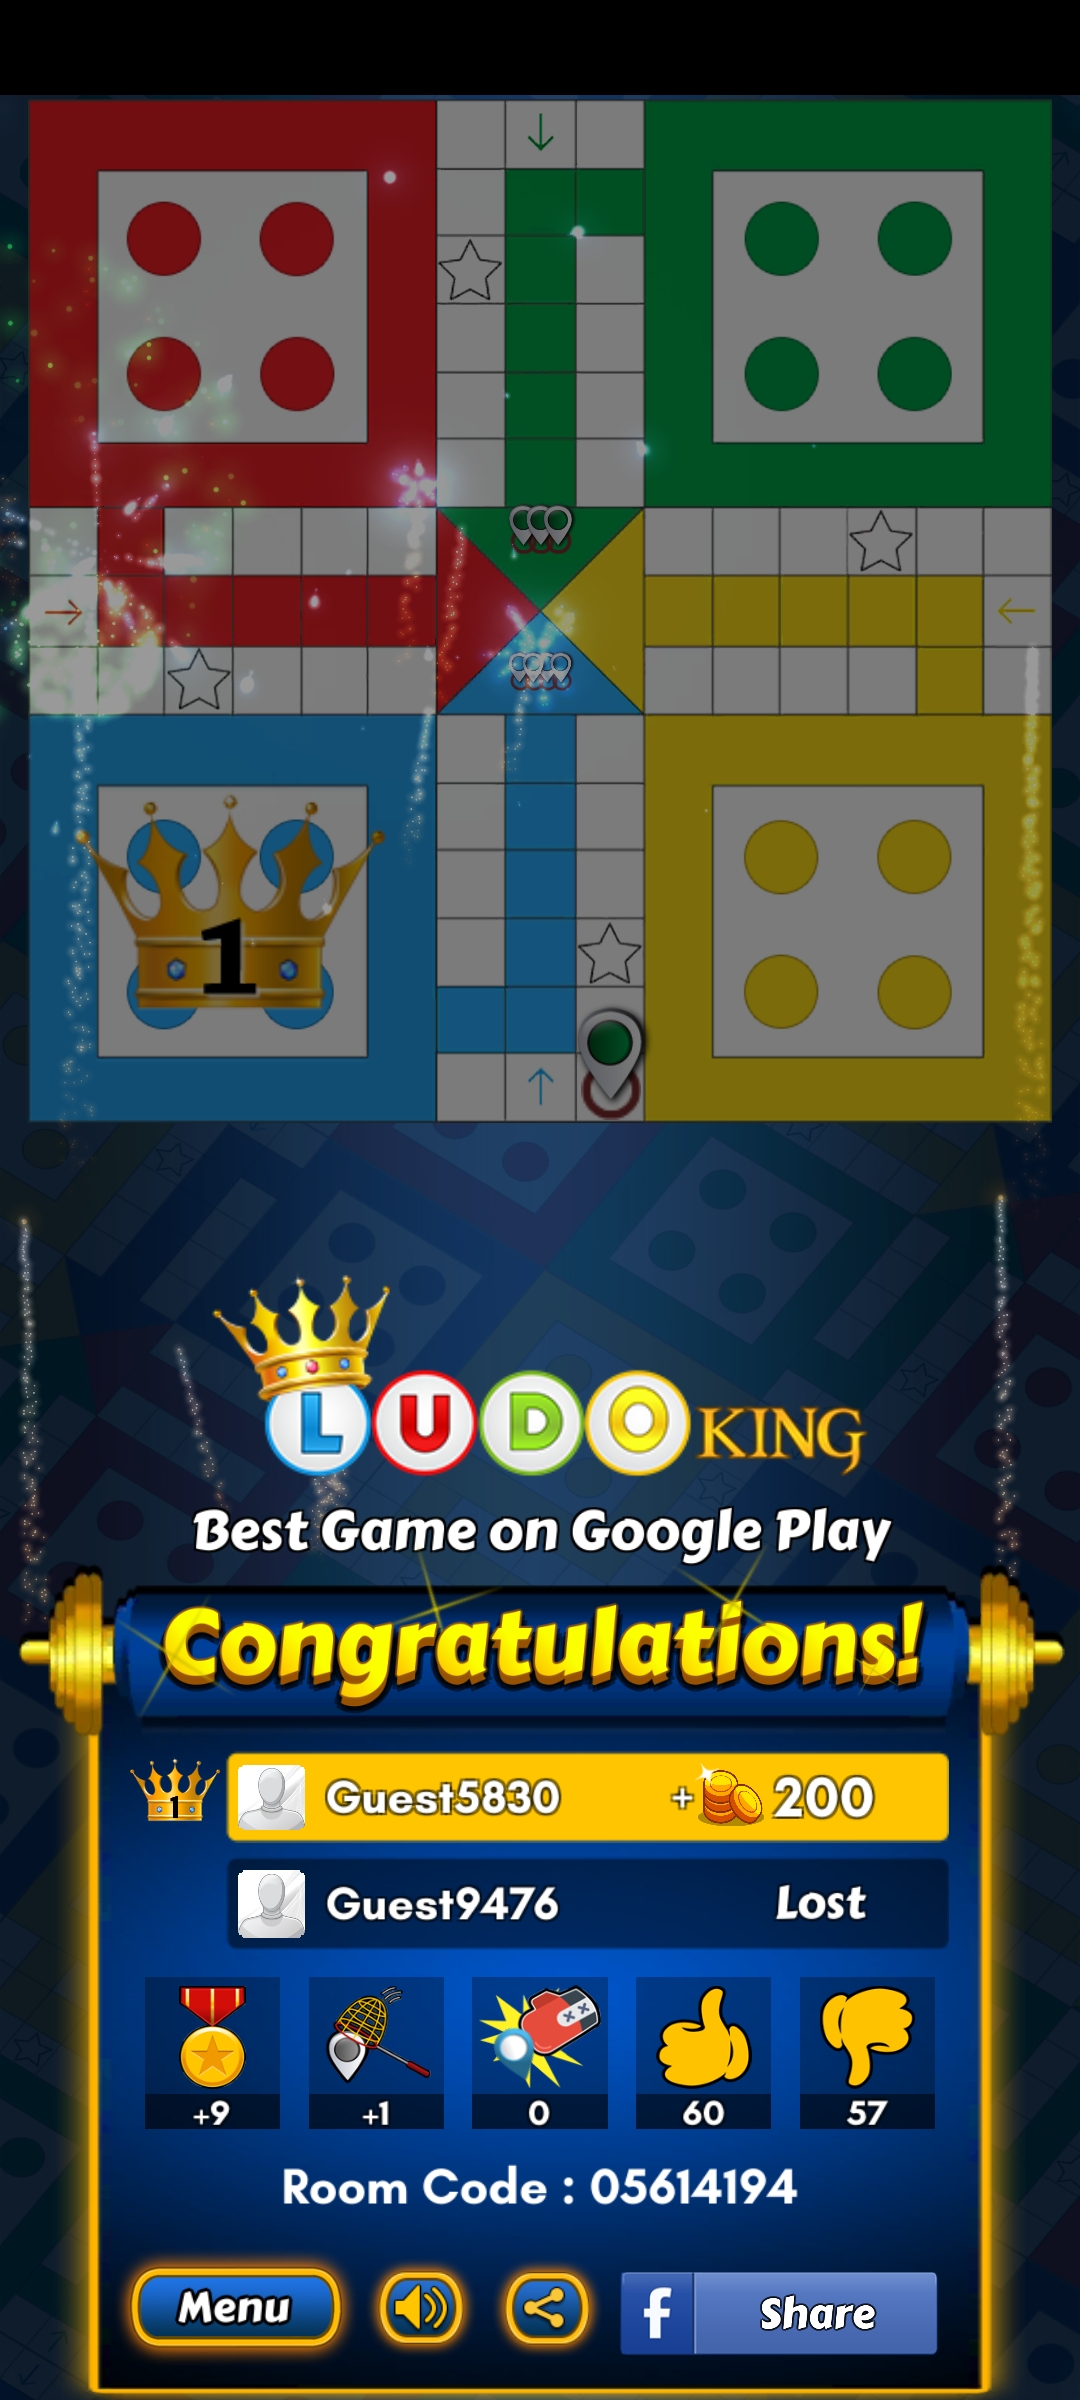 1
LUDO KING
Best Game on Google Play
Congratulations!
1 Guest5830 + 200
Guest9476 Lost
+9 +1 0 60 57
Room Code : 05614194
Menu f Share